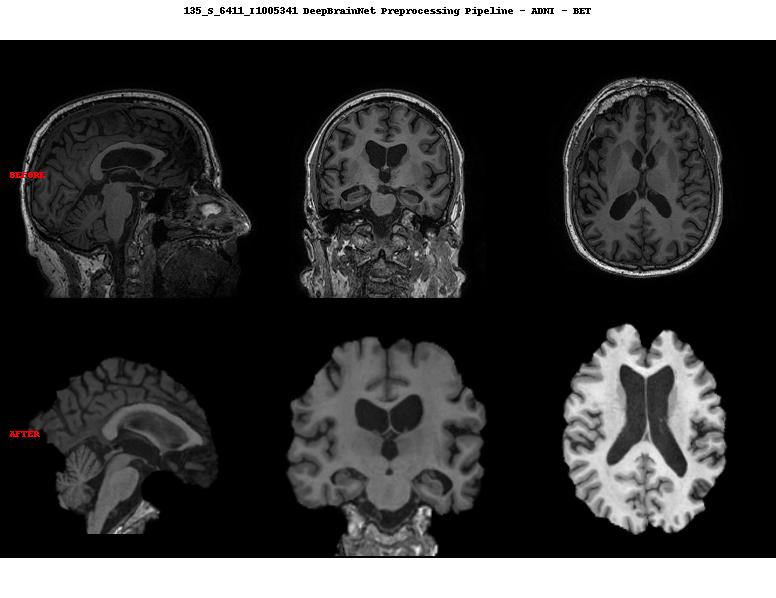 135_S_6411_I1005341 DeepBrainNet Preprocessing Pipeline - ADNI - BET
BEFORE
AFTER